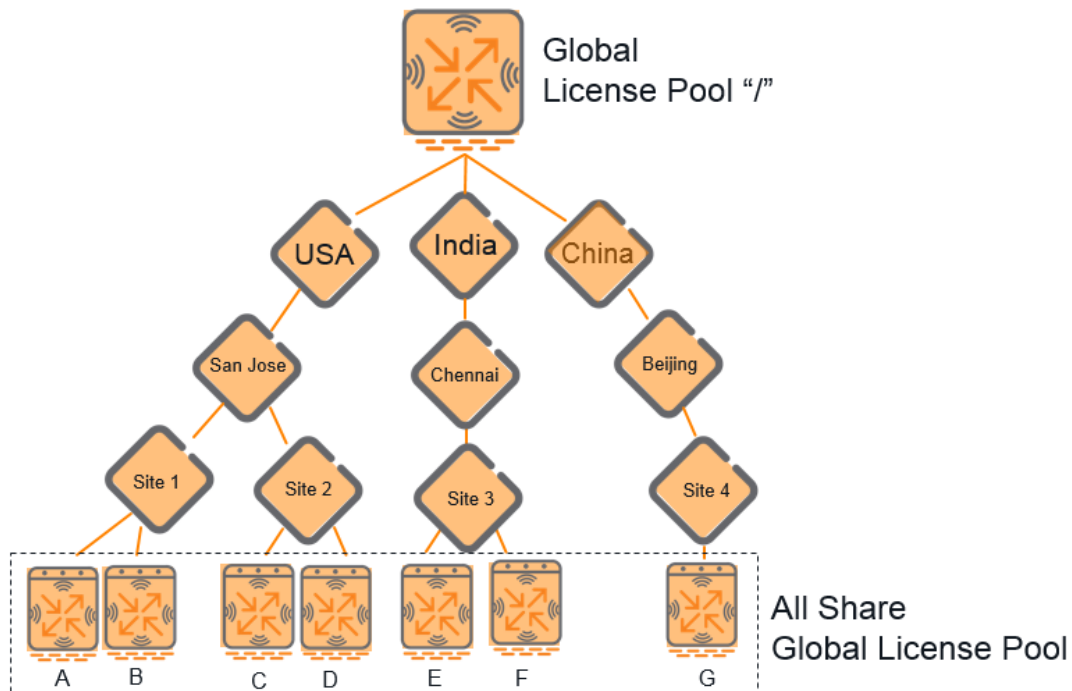 Global
License Pool “/”
USA
India
China
San Jose
Chennai
Beijing
Site 1
Site 2
Site 3
Site 4
All Share
Global License Pool
A
B
C
D
E
F
G